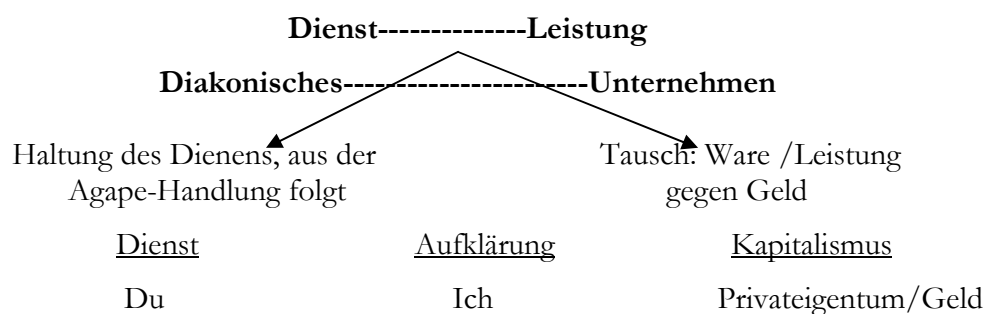 Dienst--------------Leistung
Diakonisches-----------------------Unternehmen
Haltung des Dienens, aus der Tausch: Ware /Leistung
Agape-Handlung folgt gegen Geld
Dienst Aufklärung Kapitalismus
Du Ich Privateigentum/Geld